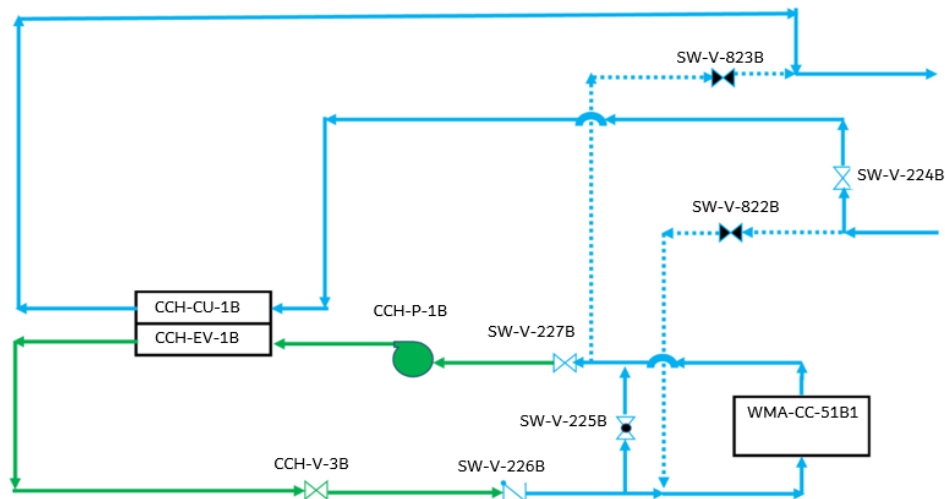 SW-V-823B
SW-V-224B
SW-V-822B
CCH-CU-1B
CCH-P-1B
CCH-EV-1B
SW-V-227B
WMA-CC-51B1
SW-V-225B
CCH-V-3B
SW-V-226B